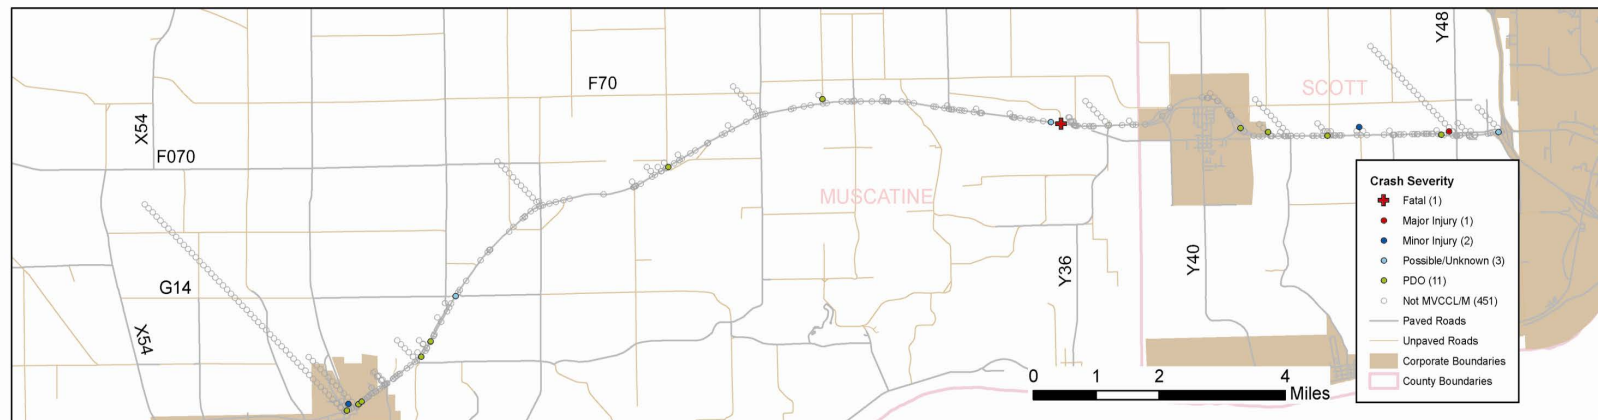 Y48
F70
SCOTT
X54
F070
MUSCATINE
Y36
Y40
G14
X54
Crash Severity
Fatal (1)
Major Injury (1)
Minor Injury (2)
Possible/Unknown (3)
PDO (11)
Not MVCCL/M (451)
Paved Roads
Unpaved Roads
Corporate Boundaries
County Boundaries
0 1 2 4
Miles